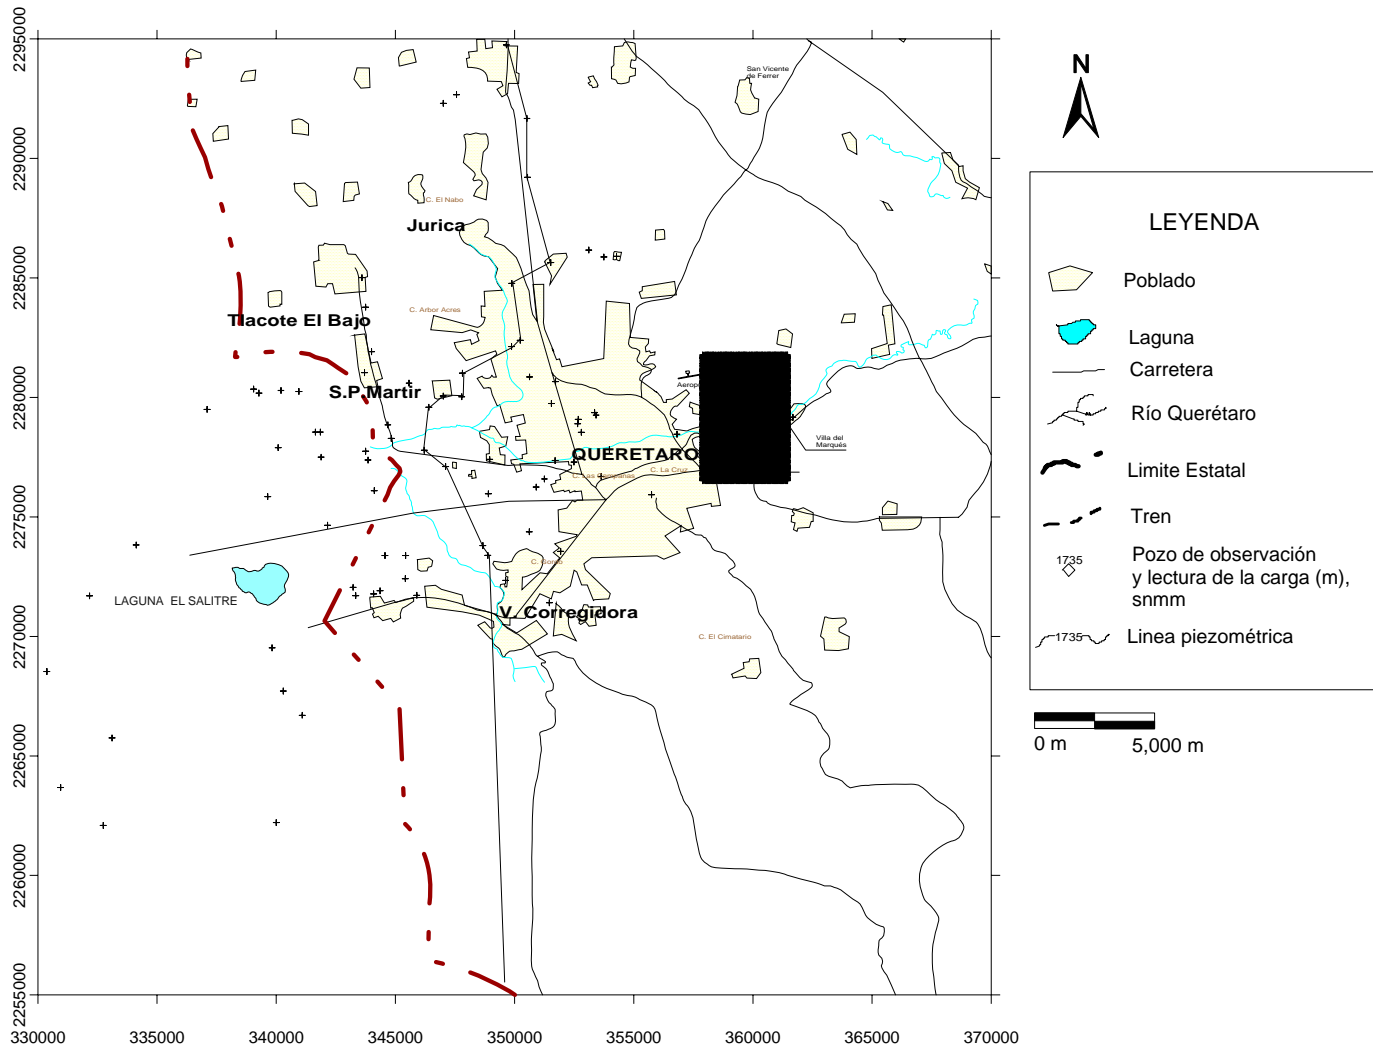 2295000
2290000
2285000
2280000
2275000
2270000
2265000
2260000
2255000
330000
335000
340000
345000
350000
355000
360000
365000
370000
San Vicente
de Ferrer
C. El Nabo
Jurica
C. Arbor Acres
Tlacote El Bajo
S.P.Martir
QUERETARO
C. La Cruz
C. Las Campanas
Villa del
Marqués
C. Gordo
LAGUNA EL SALITRE
V. Corregidora
C. El Cimatario
N
LEYENDA
Poblado
Laguna
Carretera
Río Querétaro
Limite Estatal
Tren
1735
Pozo de observación
y lectura de la carga (m),
snmm
1735
Linea piezométrica
0 m
5,000 m